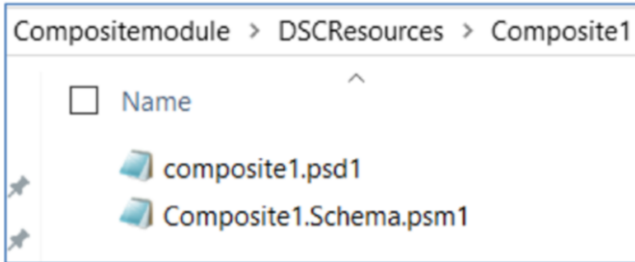 Compositemodule > DSCResources > Composite1
Name
composite1.psd1
Composite1.Schema.psm1